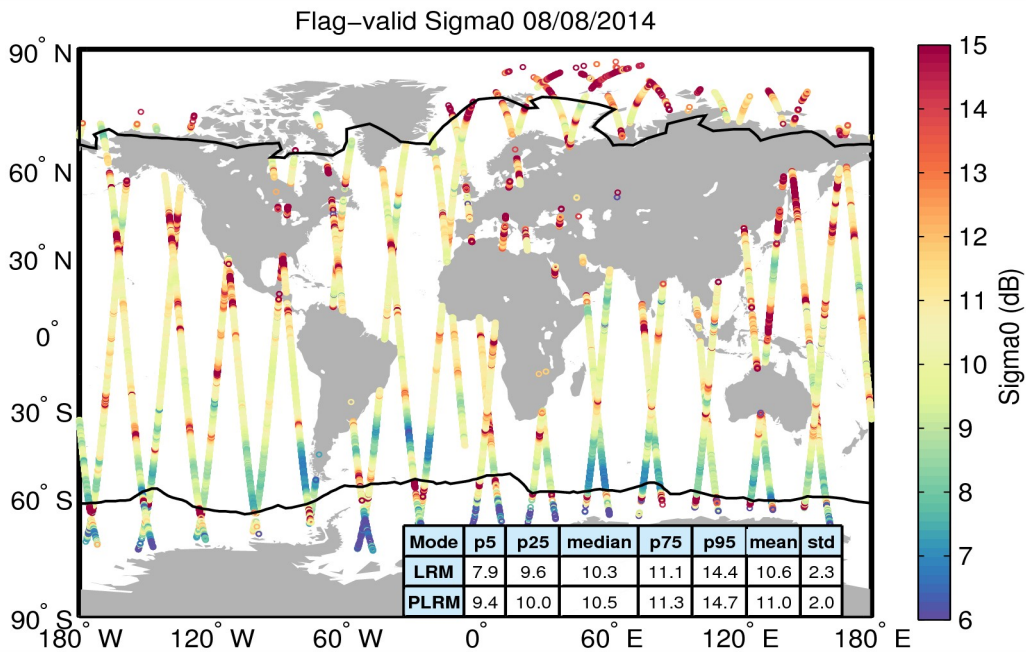 Flag−valid Sigma0 08/08/2014
90° N
60° N
30° N
0°
30° S
60° S
90° S
180° W
120° W
60° W
0°
60° E
120° E
180° E
Mode p5 p25 median p75 p95 mean std
LRM 7.9 9.6 10.3 11.1 14.4 10.6 2.3
PLRM 9.4 10.0 10.5 11.3 14.7 11.0 2.0
15
14
13
12
11
10
9
8
7
6
Sigma0 (dB)